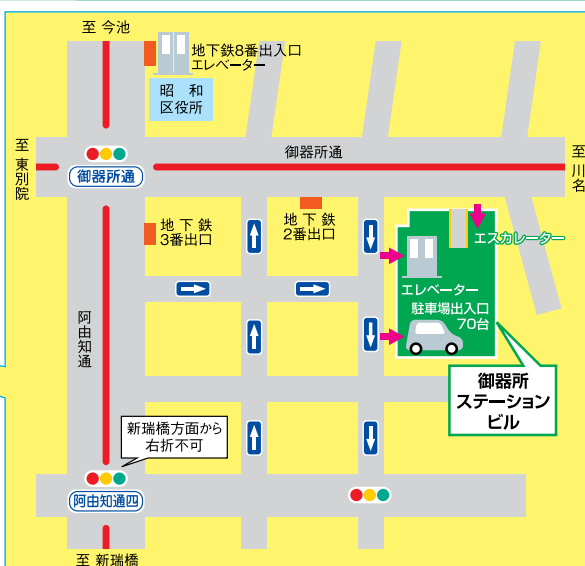 至 今池
地下鉄8番出入口
エレベーター
昭 和
区役所
至 東別院
御器所通
御器所通
至 川名
地 下 鉄
3番出口
地 下 鉄
2番出口
エスカレーター
エレベーター
駐車場出入口
70台
阿由知通
御器所
ステーション
ビル
新瑞橋方面から
右折不可
阿由知通四
至 新瑞橋